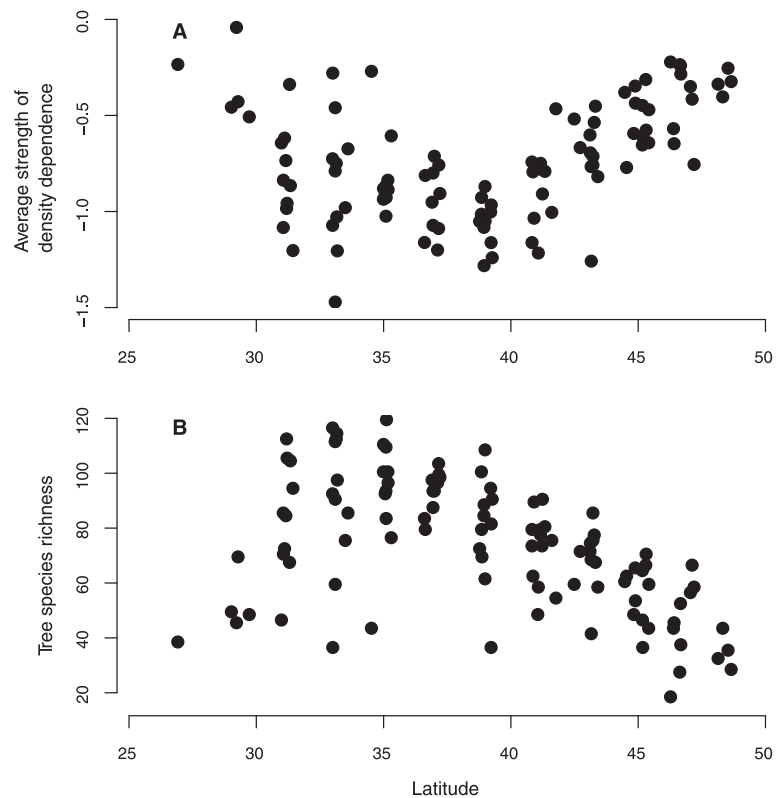 A
Average strength of
density dependence
0.0
−0.5
−1.0
−1.5
25 30 35 40 45 50
B
Tree species richness
120
100
80
60
40
20
25 30 35 40 45 50
Latitude